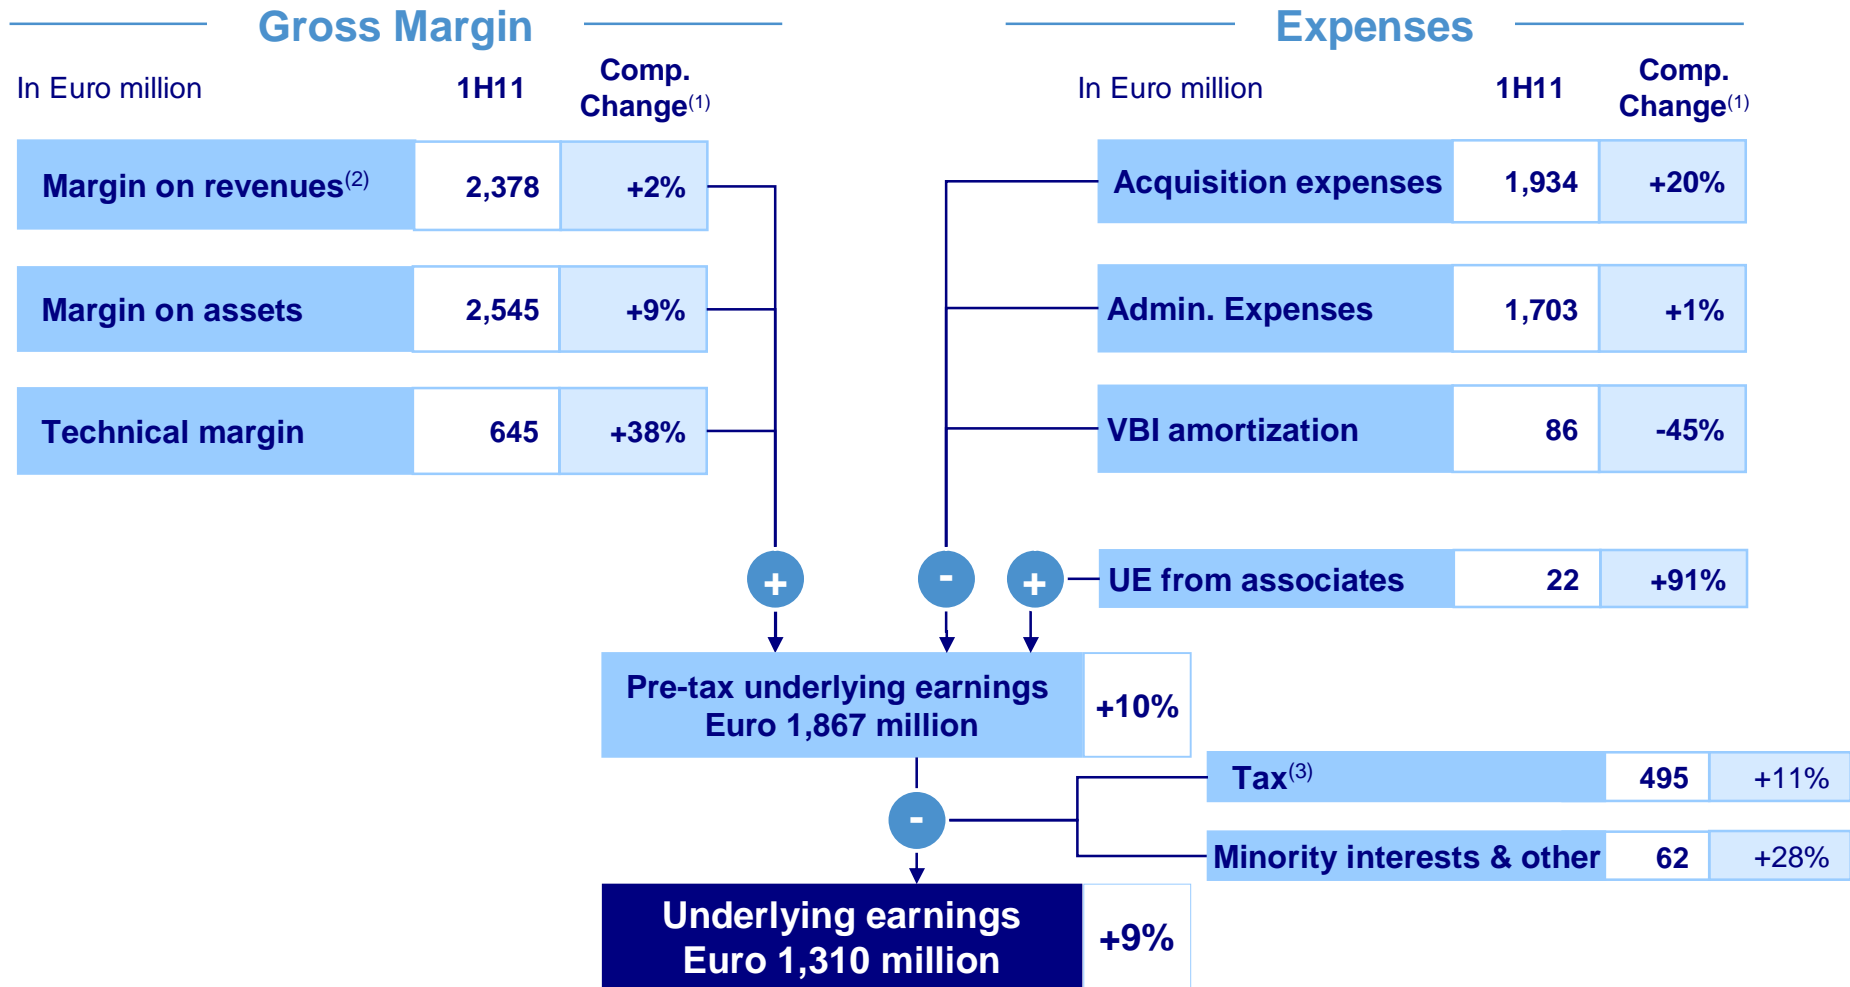 Gross Margin
In Euro million 1H11 Comp. Change(1)
Margin on revenues(2) 2,378 +2%
Margin on assets 2,545 +9%
Technical margin 645 +38%
Expenses
In Euro million 1H11 Comp. Change(1)
Acquisition expenses 1,934 +20%
Admin. Expenses 1,703 +1%
VBI amortization 86 -45%
+ - +
UE from associates 22 +91%
Pre-tax underlying earnings
Euro 1,867 million
+10%
-
Tax(3) 495 +11%
Minority interests & other 62 +28%
Underlying earnings
Euro 1,310 million
+9%